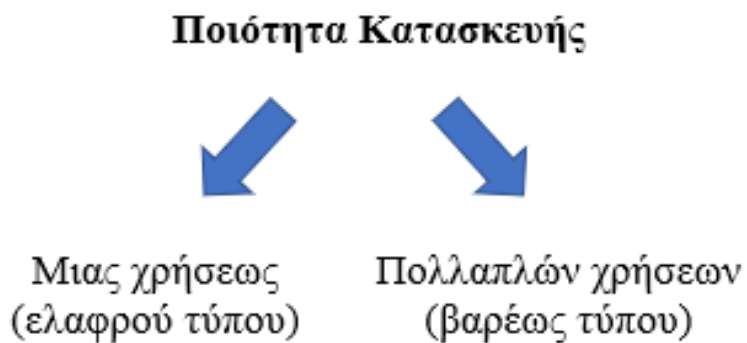 Ποιότητα Κατασκευής
Μιας χρήσεως
(ελαφρού τύπου)
Πολλαπλών χρήσεων
(βαρέως τύπου)